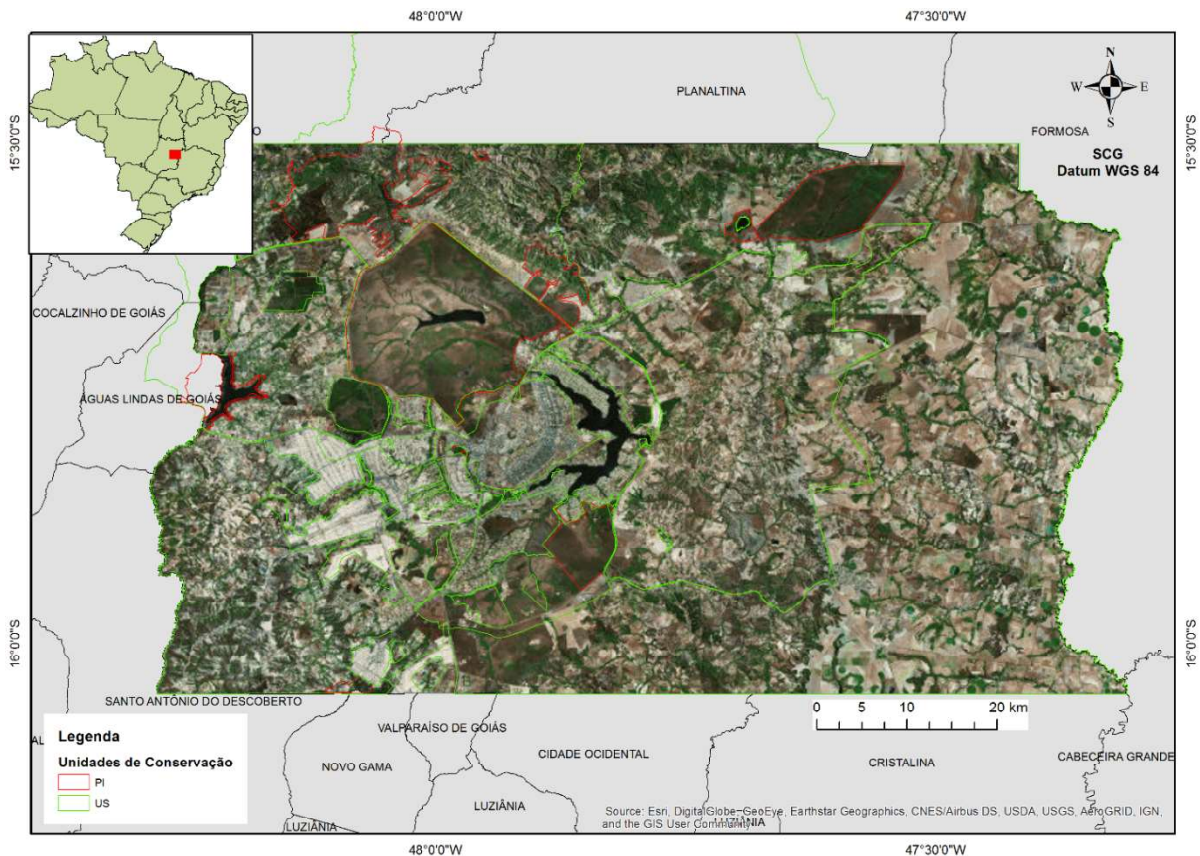 48°0'0"W
47°30'0"W
PLANALTINA
N
W
E
S
FORMOSA
15°30'0"S
15°30'0"S
SCG
Datum WGS 84
O
COCALZINHO DE GOIÁS
ÁGUAS LINDAS DE GOIÁS
16°0'0"S
16°0'0"S
SANTO ANTÔNIO DO DESCOBERTO
0 5 10 20 km
VALPARAÍSO DE GOIÁS
Legenda
Unidades de Conservação
PI
US
AL
NOVO GAMA
CIDADE OCIDENTAL
CRISTALINA
CABECEIRA GRANDE
LUZIÂNIA
LUZIÂNIA
LUZIÂNIA
Source: Esri, DigitalGlobe, GeoEye, Earthstar Geographics, CNES/Airbus DS, USDA, USGS, AeroGRID, IGN,
and the GIS User Community
48°0'0"W
47°30'0"W